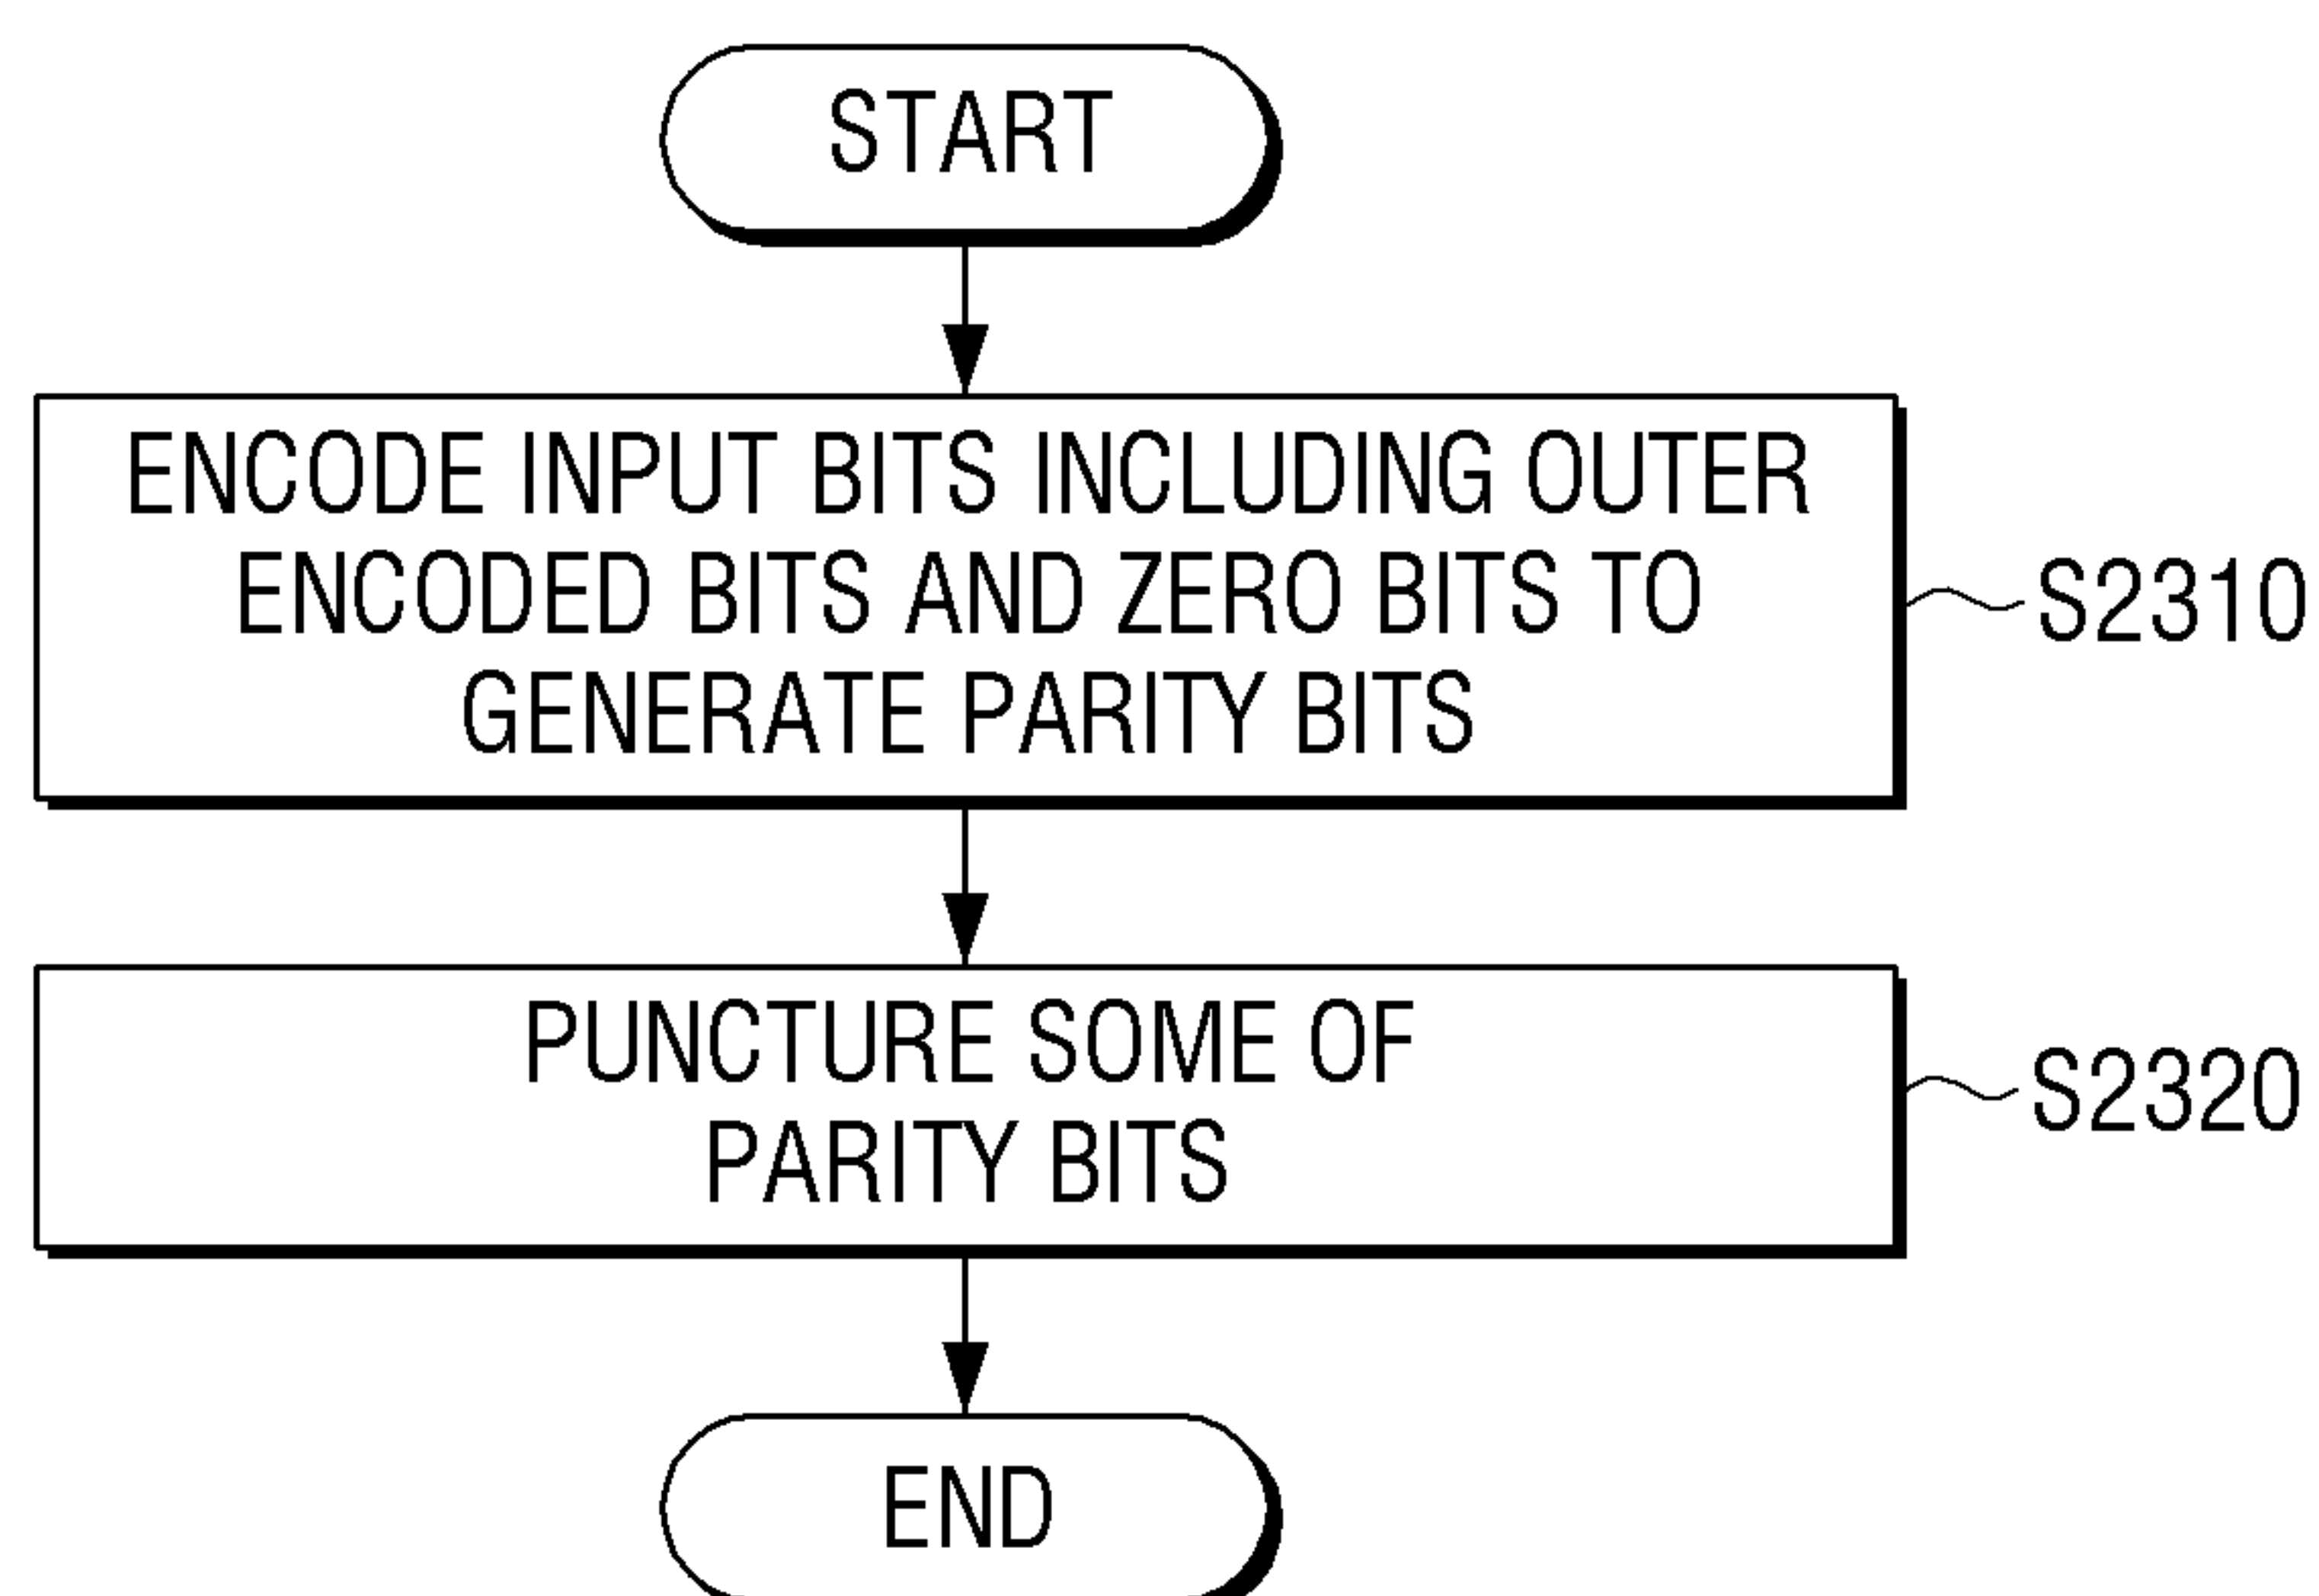 START
ENCODE INPUT BITS INCLUDING OUTER
ENCODED BITS AND ZERO BITS TO
GENERATE PARITY BITS
S2310
PUNCTURE SOME OF
PARITY BITS
S2320
END